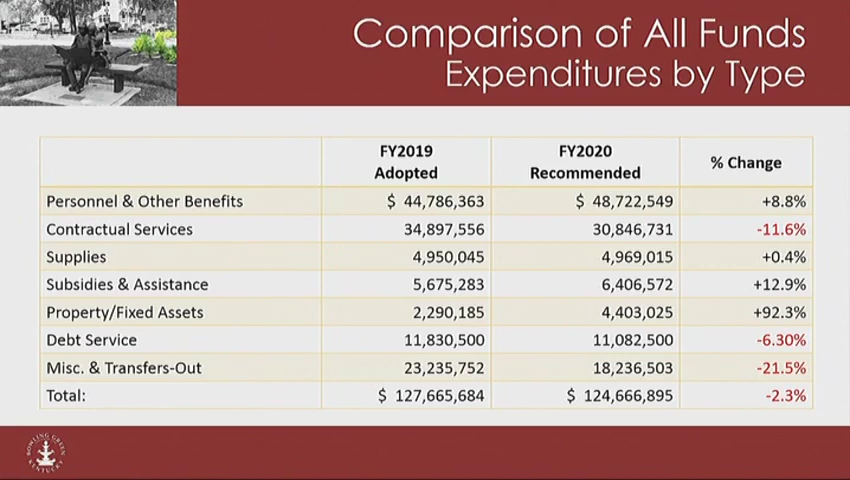 Comparison of All Funds
Expenditures by Type
FY2019 Adopted FY2020 Recommended % Change
Personnel & Other Benefits $ 44,786,363 $ 48,722,549 +8.8%
Contractual Services 34,897,556 30,846,731 -11.6%
Supplies 4,950,045 4,969,015 +0.4%
Subsidies & Assistance 5,675,283 6,406,572 +12.9%
Property/Fixed Assets 2,290,185 4,403,025 +92.3%
Debt Service 11,830,500 11,082,500 -6.30%
Misc. & Transfers-Out 23,235,752 18,236,503 -21.5%
Total: $ 127,665,684 $ 124,666,895 -2.3%
BOWLING GREEN
KENTUCKY